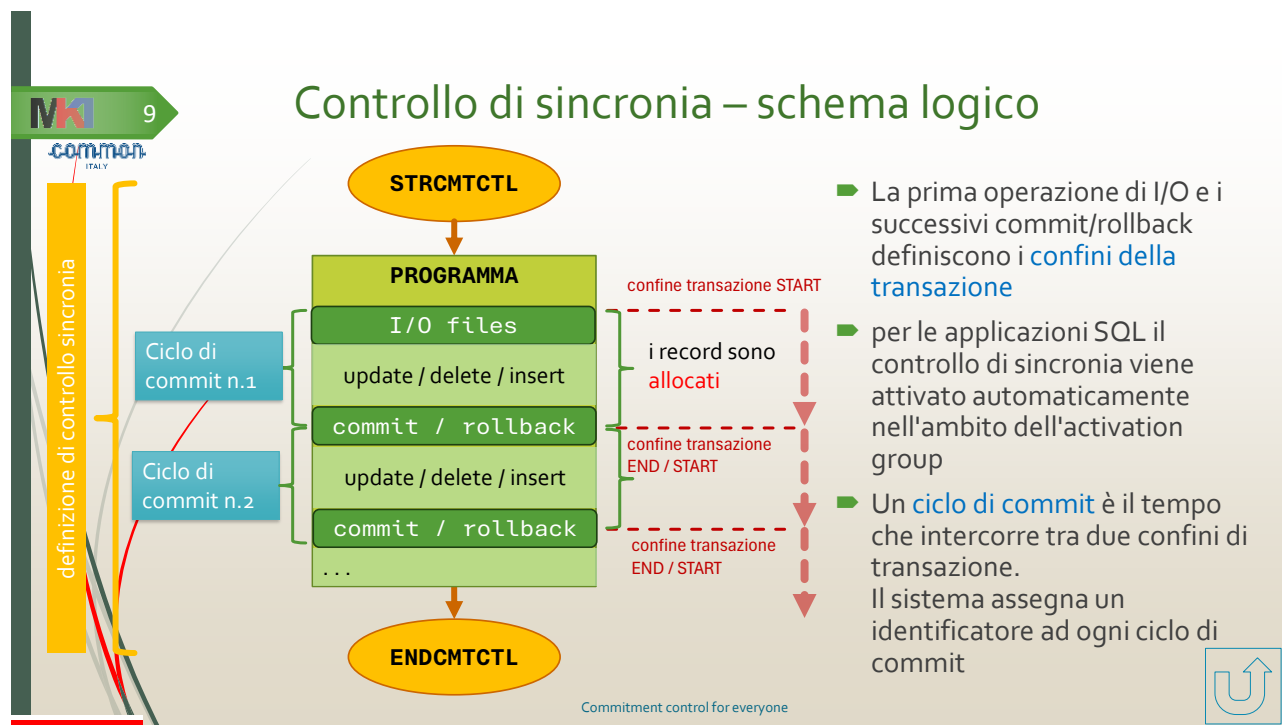 Controllo di sincronia – schema logico
MKI
9
common
ITALY
definizione di controllo sincronia
STRCMTCTL
PROGRAMMA
I/O files
update / delete / insert
commit / rollback
update / delete / insert
commit / rollback
...
ENDCMTCTL
Ciclo di
commit n.1
Ciclo di
commit n.2
confine transazione START
i record sono
allocati
confine transazione
END / START
confine transazione
END / START
La prima operazione di I/O e i
successivi commit/rollback
definiscono i confini della
transazione
per le applicazioni SQL il
controllo di sincronia viene
attivato automaticamente
nell'ambito dell'activation
group
Un ciclo di commit è il tempo
che intercorre tra due confini di
transazione.
Il sistema assegna un
identificatore ad ogni ciclo di
commit
Commitment control for everyone